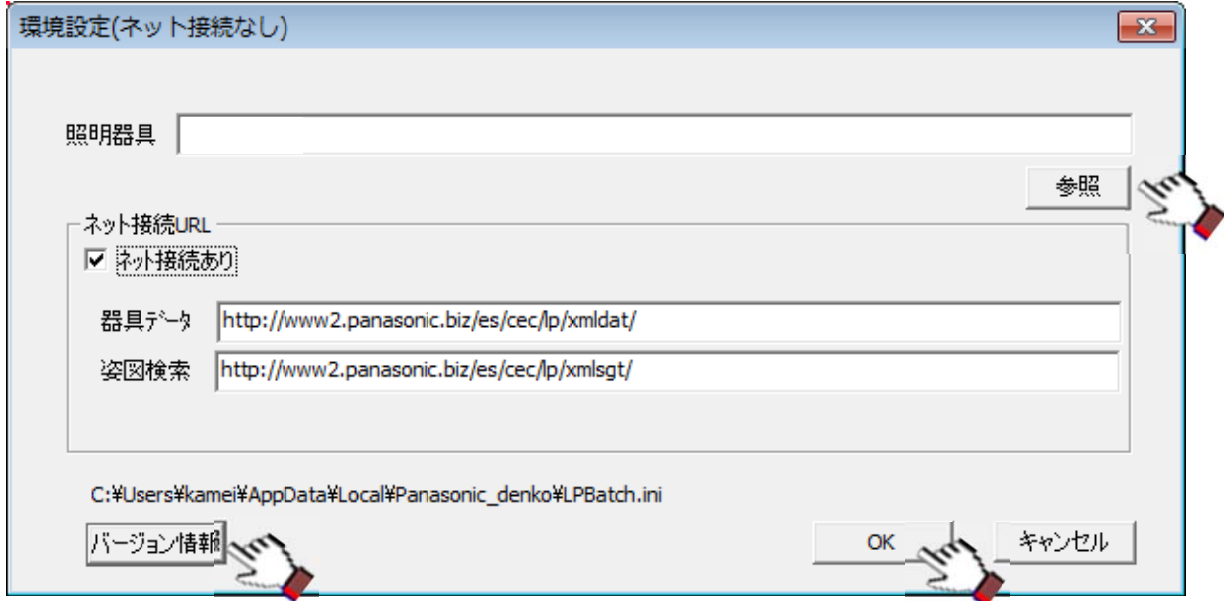 環境設定(ネット接続なし)
照明器具
参照
ネット接続URL
ネット接続あり
器具データ http://www2.panasonic.biz/es/cec/lp/xmldat/
姿図検索 http://www2.panasonic.biz/es/cec/lp/xmlsgt/
C:¥Users¥kamei¥AppData¥Local¥Panasonic_denko¥LPBatch.ini
バージョン情報 OK キャンセル